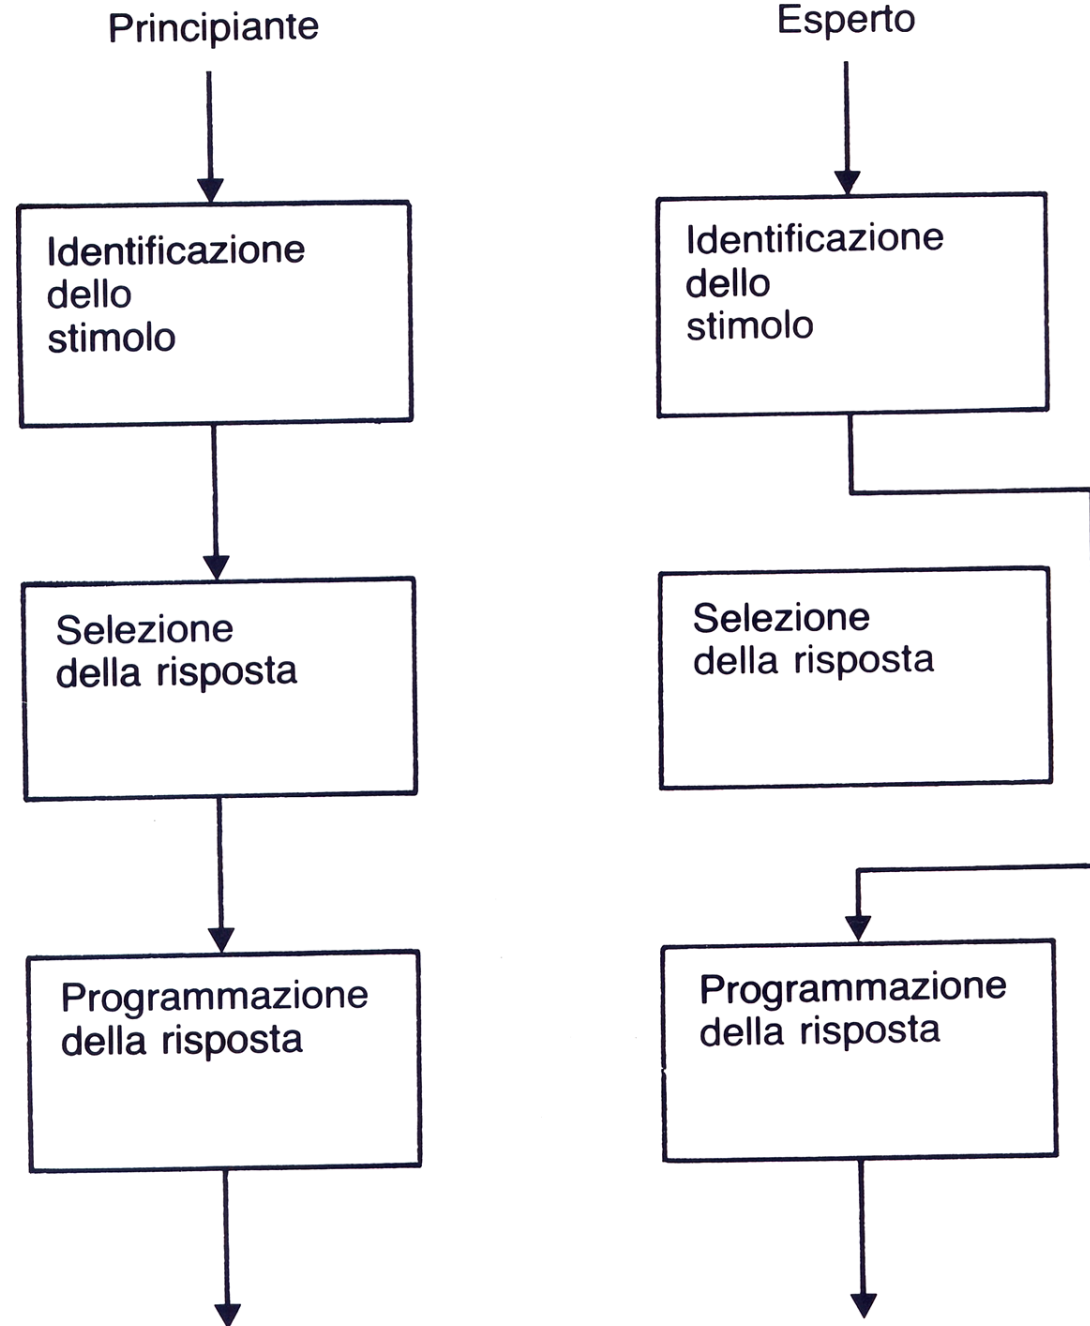 Principiante
Identificazione
dello
stimolo
Selezione
della risposta
Programmazione
della risposta
Esperto
Identificazione
dello
stimolo
Selezione
della risposta
Programmazione
della risposta